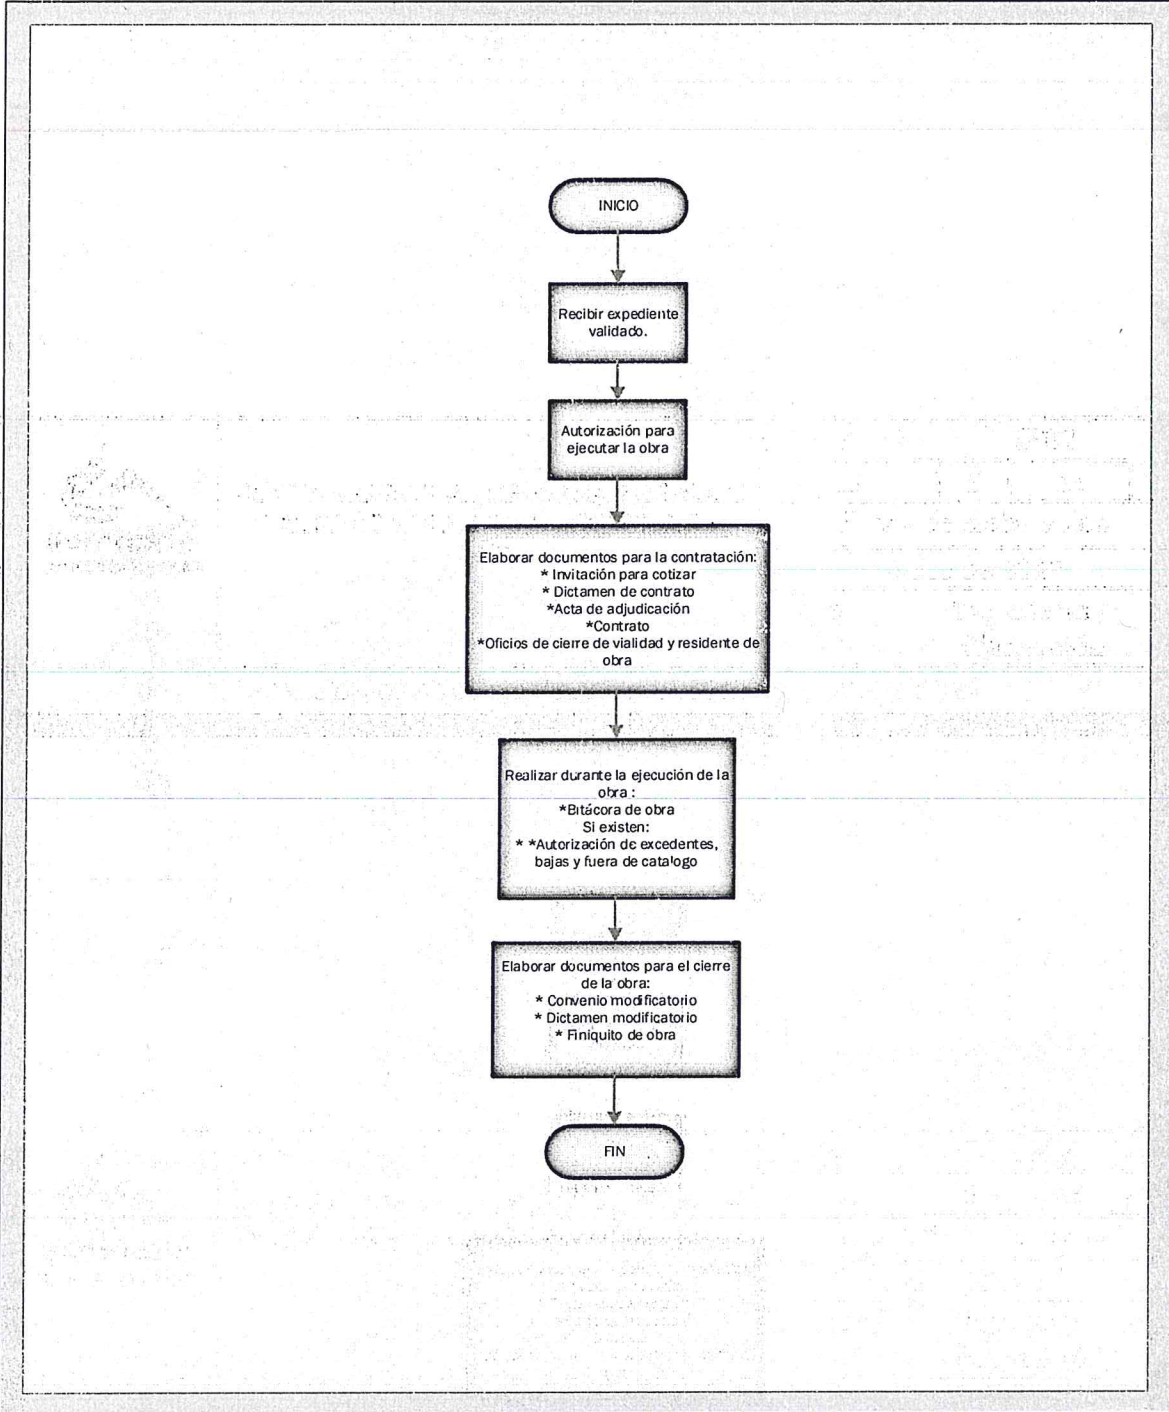 INICIO
Recibir expediente
validado.
Autorización para
ejecutar la obra
Elaborar documentos para la contratación:
* Invitación para cotizar
* Dictamen de contrato
*Acta de adjudicación
*Contrato
*Oficios de cierre de vialidad y residente de
obra
Realizar durante la ejecución de la
obra :
*Bitácora de obra
Si existen:
* *Autorización de excedentes,
bajas y fuera de catalogo
Elaborar documentos para el cierre
de la obra:
* Convenio modificatorio
* Dictamen modificatorio
* Finiquito de obra
FIN